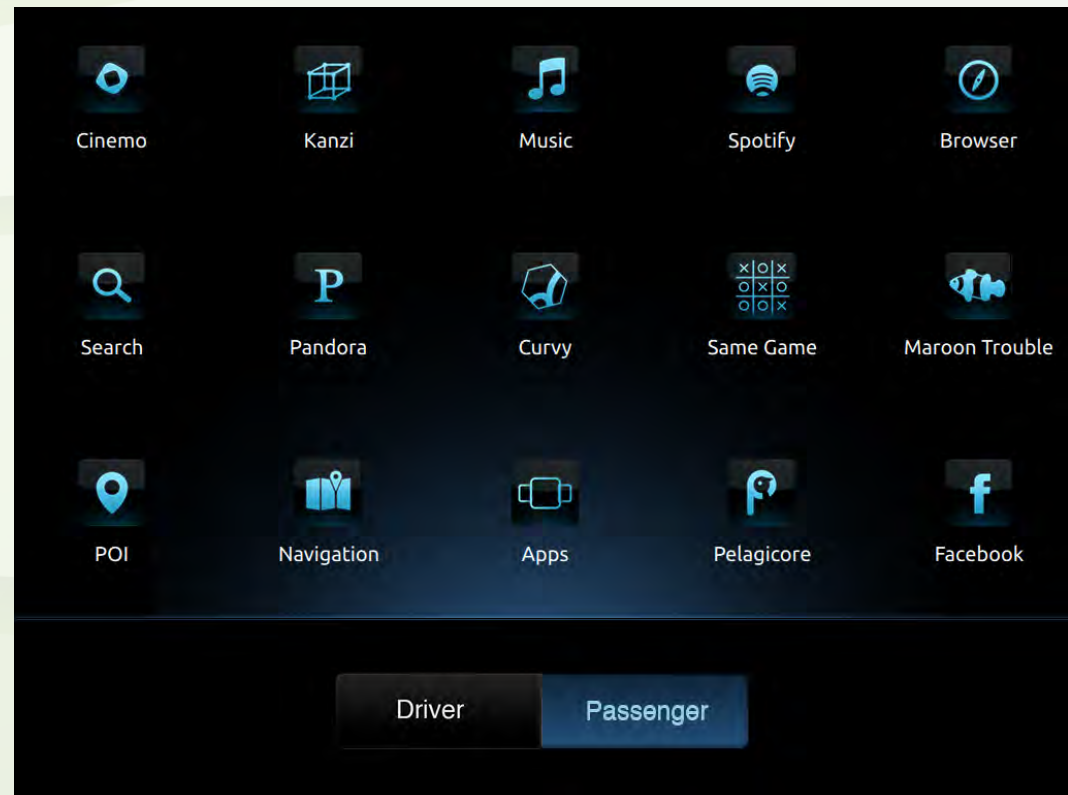 Cinemo Kanzi Music Spotify Browser
Search Pandora Curvy Same Game Maroon Trouble
POI Navigation Apps Pelagicore Facebook
Driver Passenger